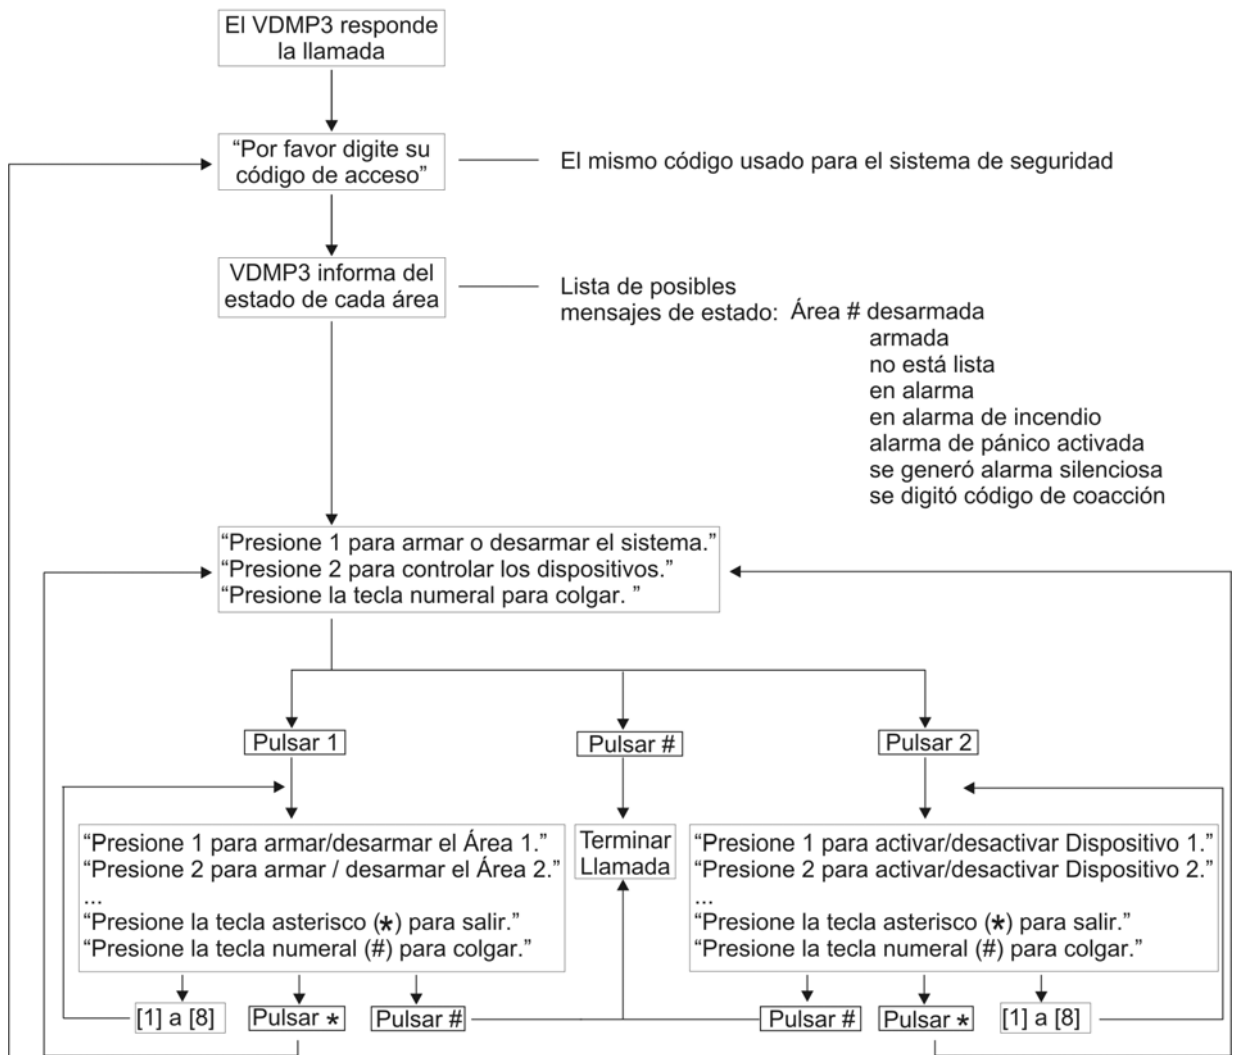 El VDMP3 responde
la llamada
“Por favor digite su
código de acceso”
El mismo código usado para el sistema de seguridad
VDMP3 informa del
estado de cada área
Lista de posibles
mensajes de estado: Área # desarmada
armada
no está lista
en alarma
en alarma de incendio
alarma de pánico activada
se generó alarma silenciosa
se digitó código de coacción
“Presione 1 para armar o desarmar el sistema.”
“Presione 2 para controlar los dispositivos.”
“Presione la tecla numeral para colgar. ”
Pulsar 1
Pulsar #
Pulsar 2
“Presione 1 para armar/desarmar el Área 1.”
“Presione 2 para armar / desarmar el Área 2.”
...
“Presione la tecla asterisco (*) para salir.”
“Presione la tecla numeral (#) para colgar.”
Terminar
Llamada
“Presione 1 para activar/desactivar Dispositivo 1.”
“Presione 2 para activar/desactivar Dispositivo 2.”
...
“Presione la tecla asterisco (*) para salir.”
“Presione la tecla numeral (#) para colgar.”
[1] a [8]
Pulsar *
Pulsar #
Pulsar #
Pulsar *
[1] a [8]